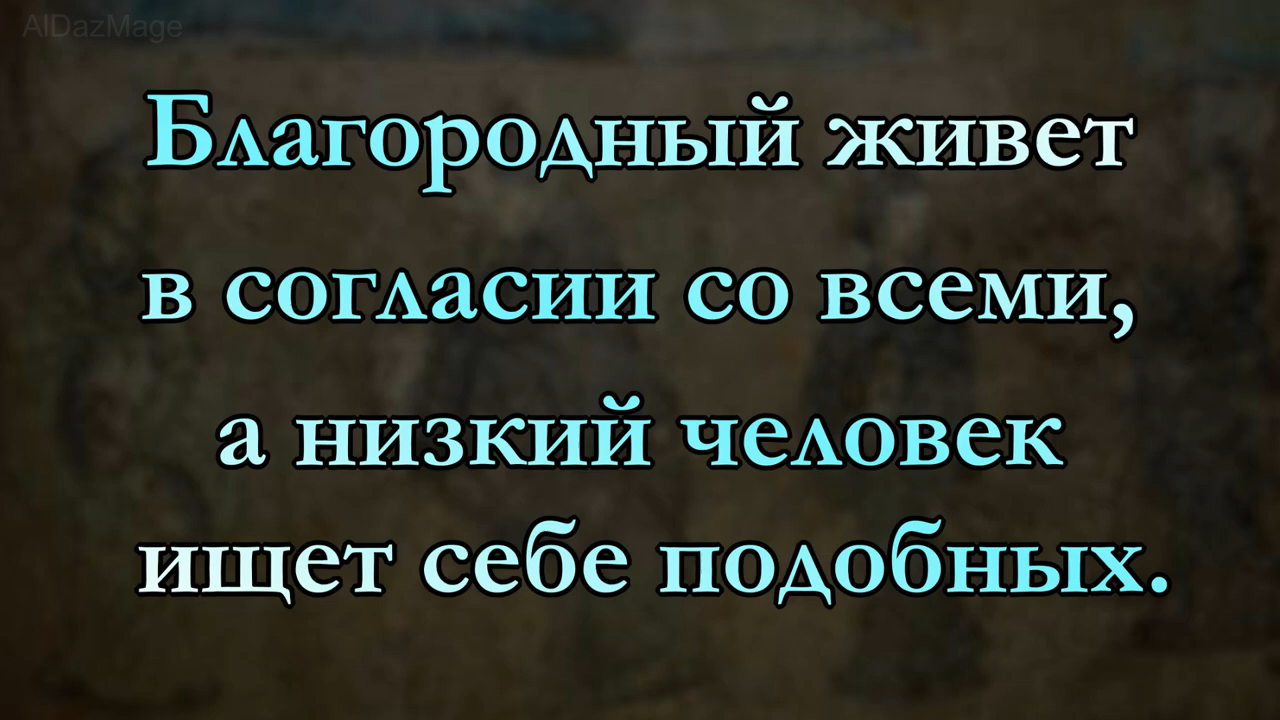 AIDazMage
Благородный живет
в согласии со всеми,
а низкий человек
ищет себе подобных.